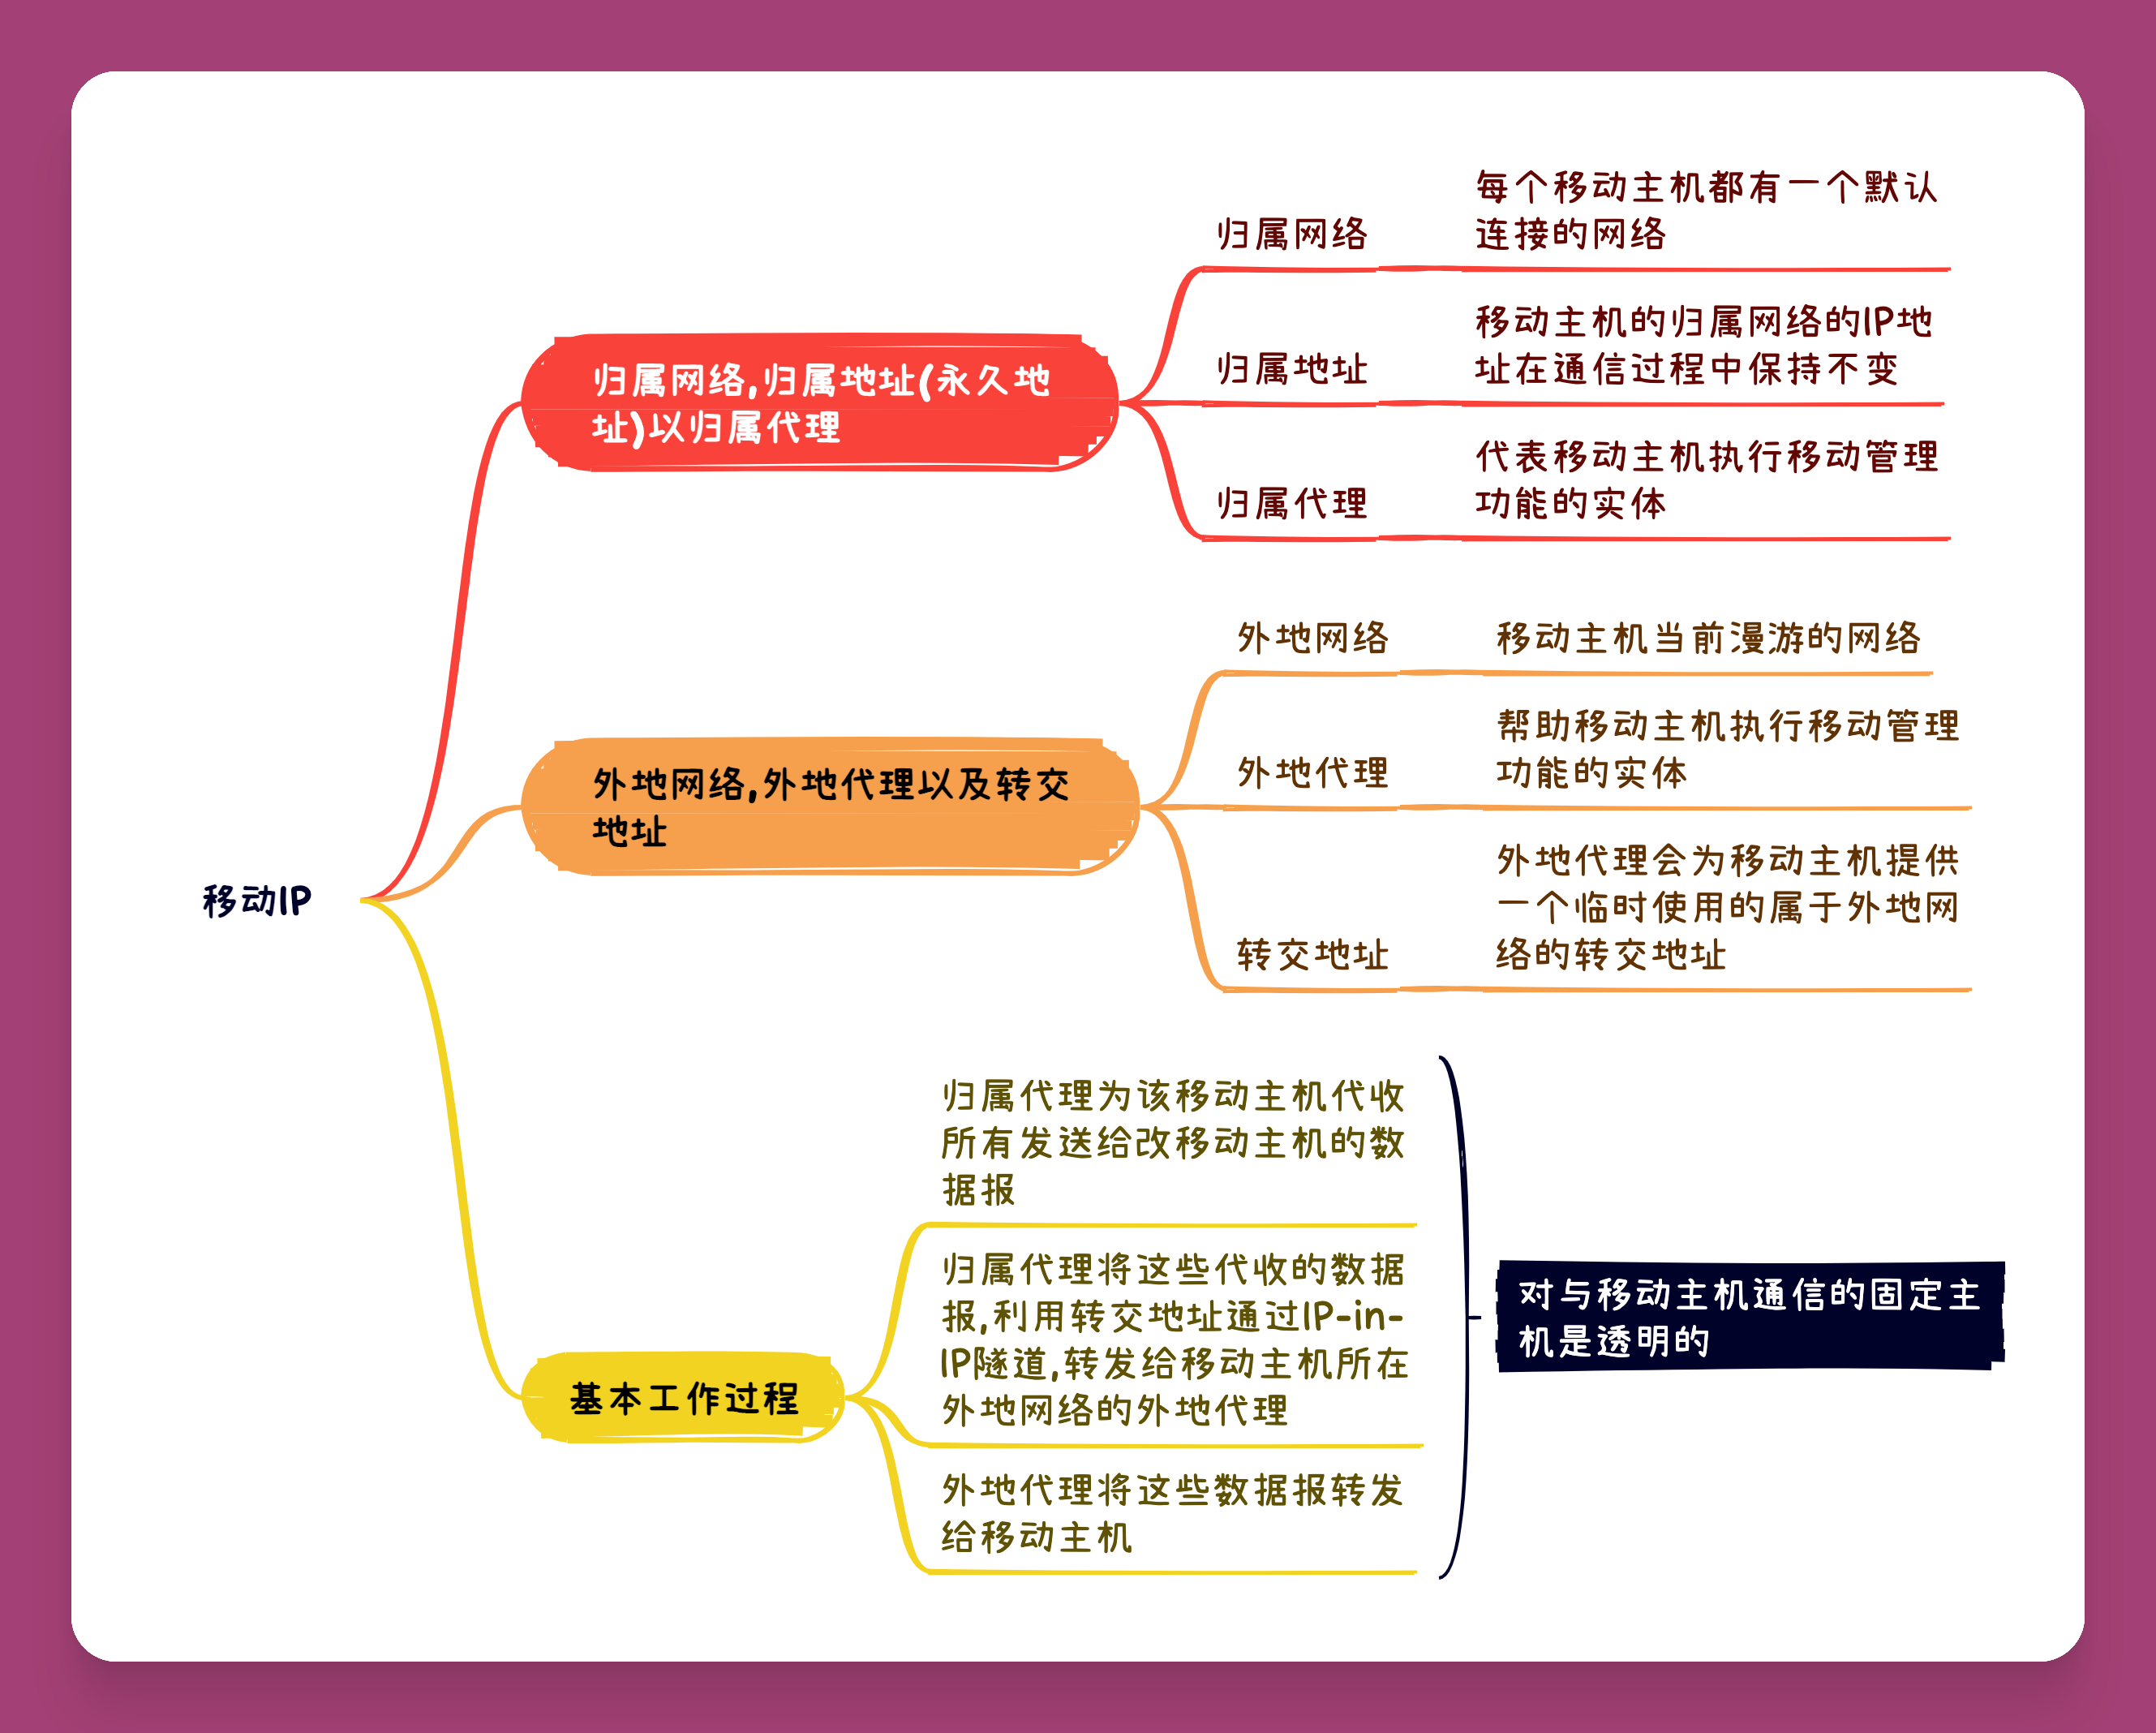 移动IP
归属网络,归属地址(永久地
址)以归属代理
归属网络
每个移动主机都有一个默认
连接的网络
归属地址
移动主机的归属网络的IP地
址在通信过程中保持不变
归属代理
代表移动主机执行移动管理
功能的实体
外地网络,外地代理以及转交
地址
外地网络
移动主机当前漫游的网络
外地代理
帮助移动主机执行移动管理
功能的实体
转交地址
外地代理会为移动主机提供
一个临时使用的属于外地网
络的转交地址
基本工作过程
归属代理为该移动主机代收
所有发送给改移动主机的数
据报
归属代理将这些代收的数据
报,利用转交地址通过IP-in-
IP隧道,转发给移动主机所在
外地网络的外地代理
外地代理将这些数据报转发
给移动主机
对与移动主机通信的固定主
机是透明的